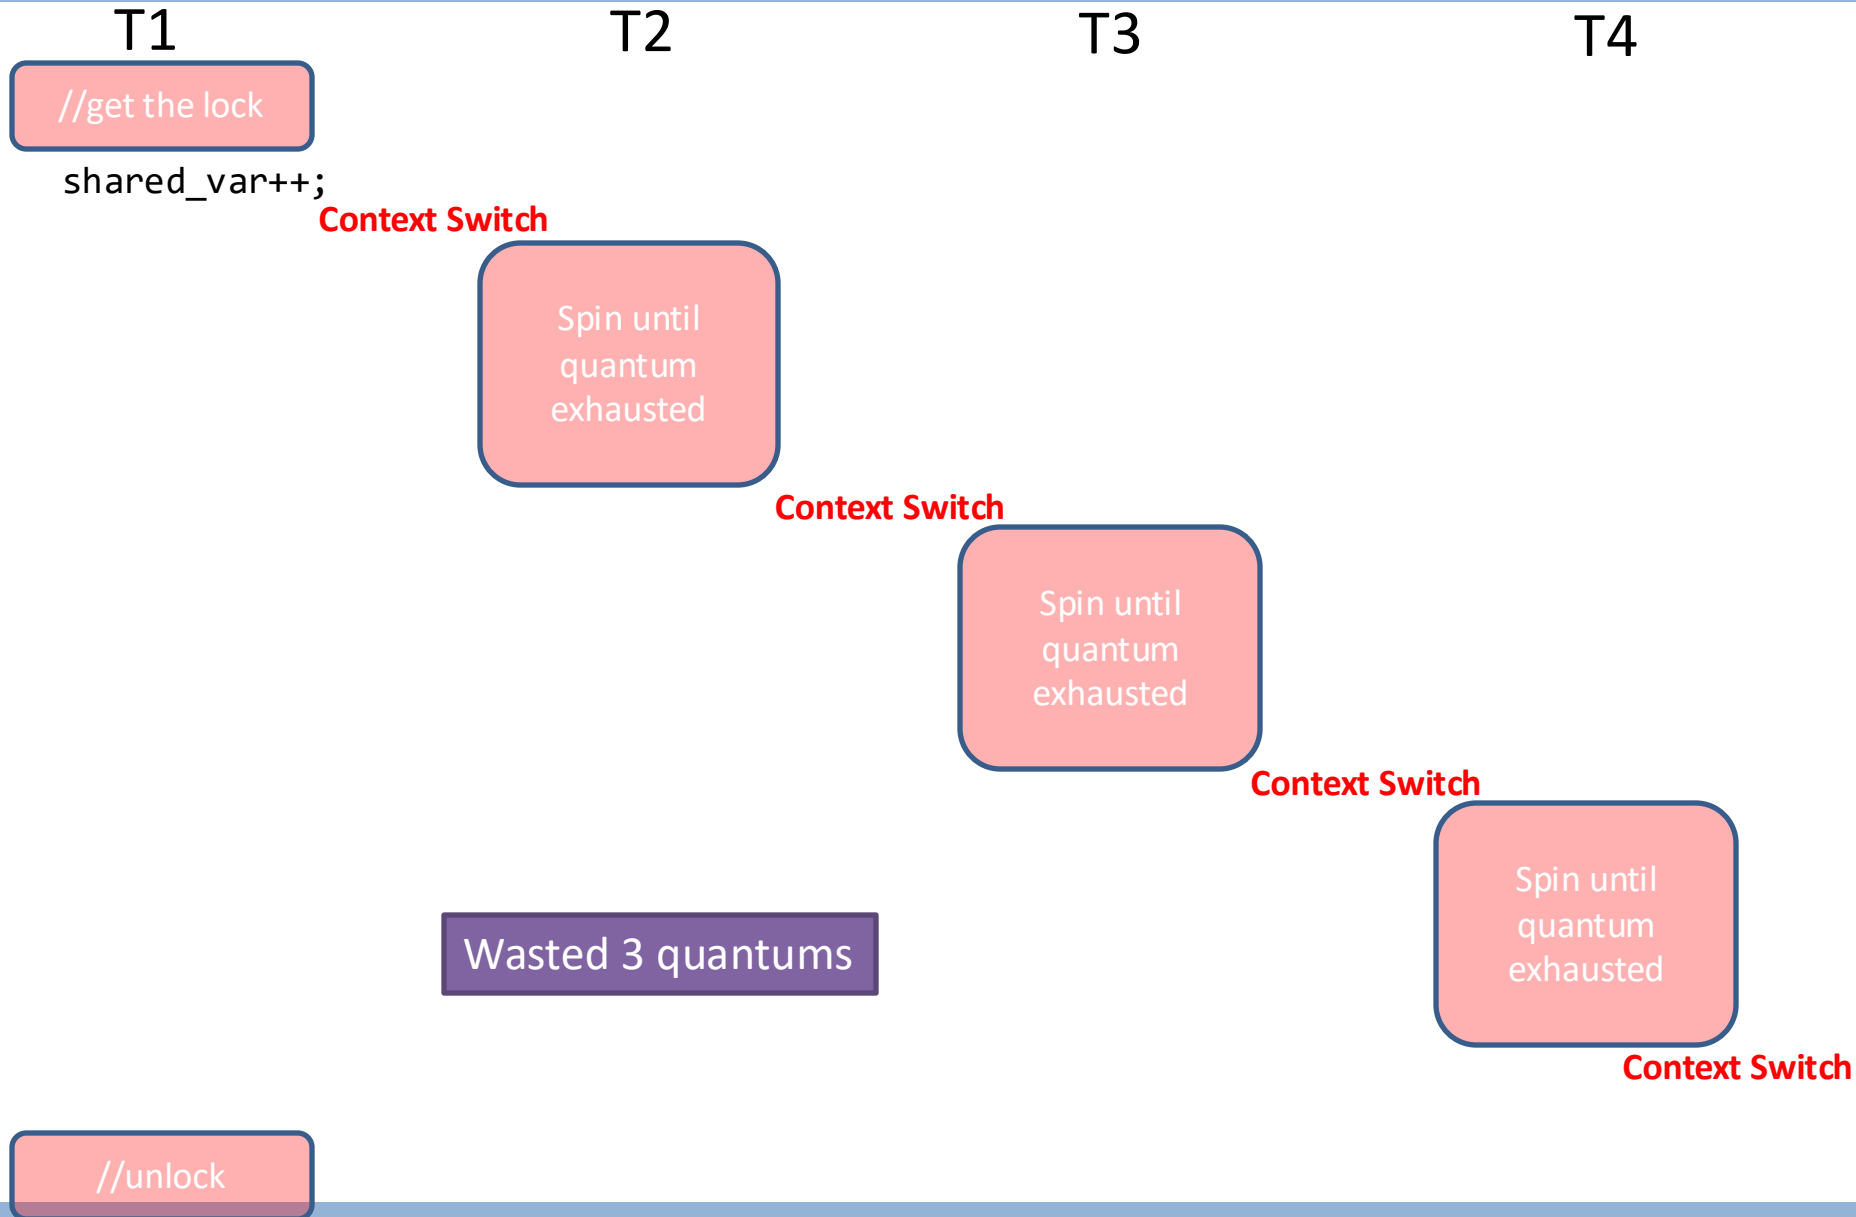 T1
T2
T3
T4
//get the lock
shared_var++;
Context Switch
Spin until
quantum
exhausted
Context Switch
Spin until
quantum
exhausted
Context Switch
Spin until
quantum
exhausted
Wasted 3 quantums
Context Switch
//unlock